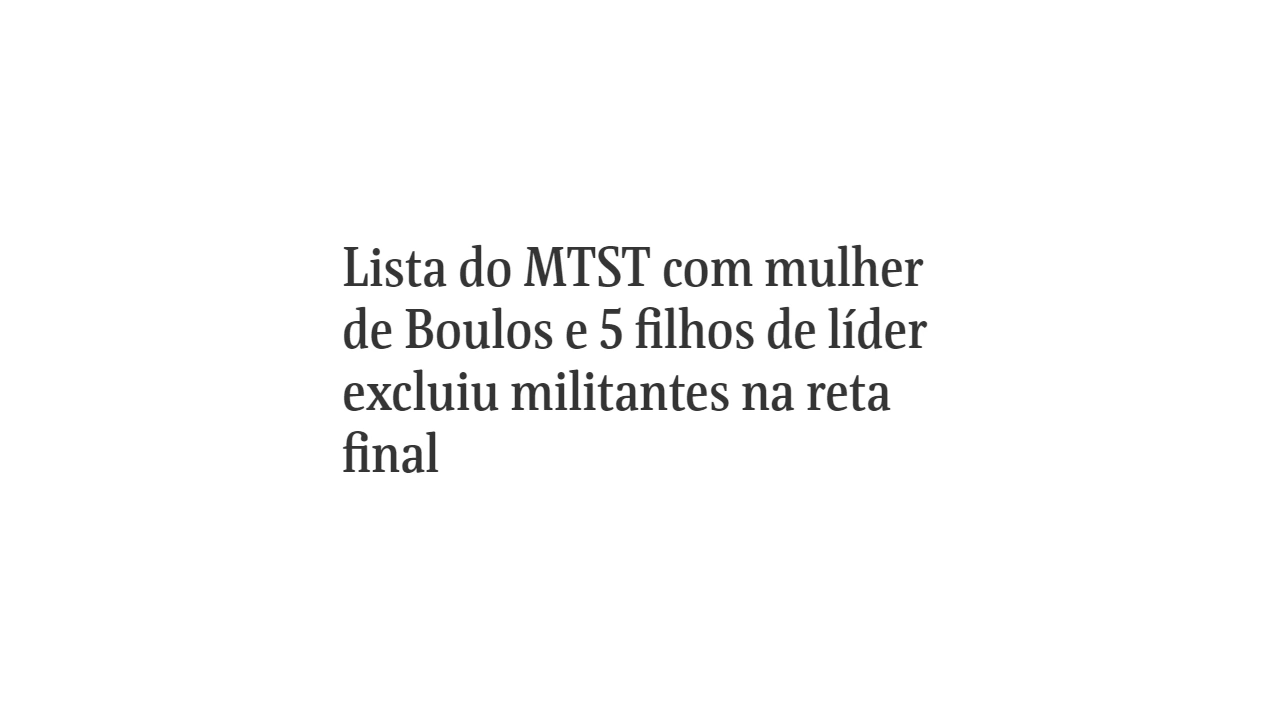 Lista do MTST com mulher
de Boulos e 5 filhos de líder
excluiu militantes na reta
final